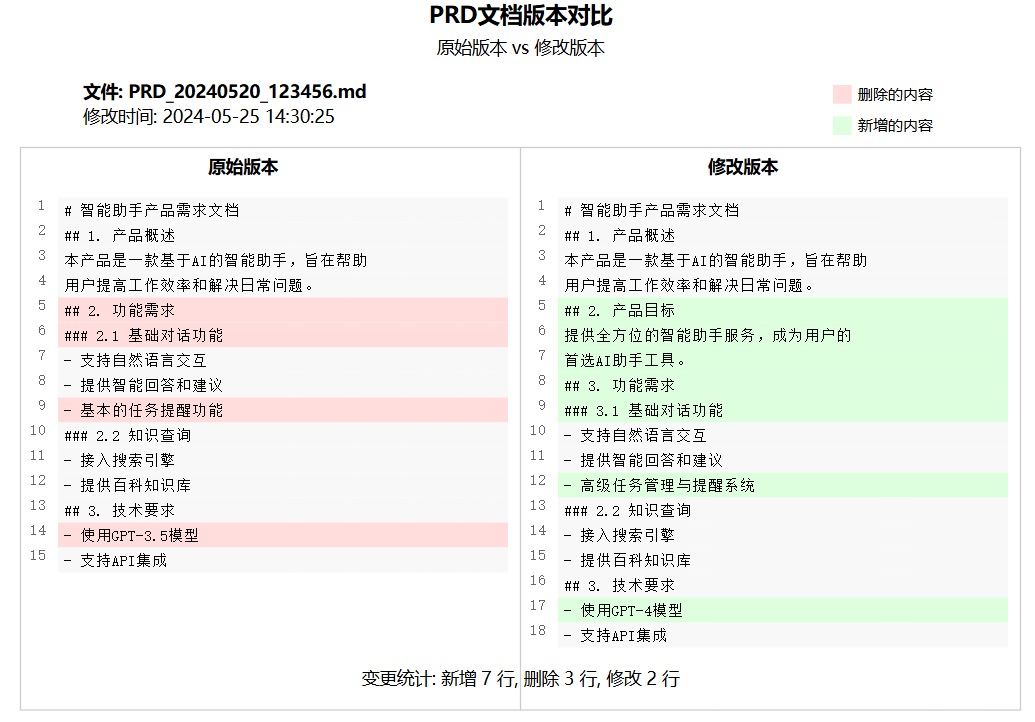 PRD文档版本对比
原始版本 vs 修改版本
文件: PRD_20240520_123456.md
修改时间: 2024-05-25 14:30:25
删除的内容
新增的内容
原始版本
1 # 智能助手产品需求文档
2 ## 1. 产品概述
3 本产品是一款基于AI的智能助手，旨在帮助
4 用户提高工作效率和解决日常问题。
5 ## 2. 功能需求
6 ### 2.1 基础对话功能
7 - 支持自然语言交互
8 - 提供智能回答和建议
9 - 基本的任务提醒功能
10 ### 2.2 知识查询
11 - 接入搜索引擎
12 - 提供百科知识库
13 ## 3. 技术要求
14 - 使用GPT-3.5模型
15 - 支持API集成
修改版本
1 # 智能助手产品需求文档
2 ## 1. 产品概述
3 本产品是一款基于AI的智能助手，旨在帮助
4 用户提高工作效率和解决日常问题。
5 ## 2. 产品目标
6 提供全方位的智能助手服务，成为用户的
7 首选AI助手工具。
8 ## 3. 功能需求
9 ### 3.1 基础对话功能
10 - 支持自然语言交互
11 - 提供智能回答和建议
12 - 高级任务管理与提醒系统
13 ### 2.2 知识查询
14 - 接入搜索引擎
15 - 提供百科知识库
16 ## 3. 技术要求
17 - 使用GPT-4模型
18 - 支持API集成
变更统计: 新增 7 行, 删除 3 行, 修改 2 行